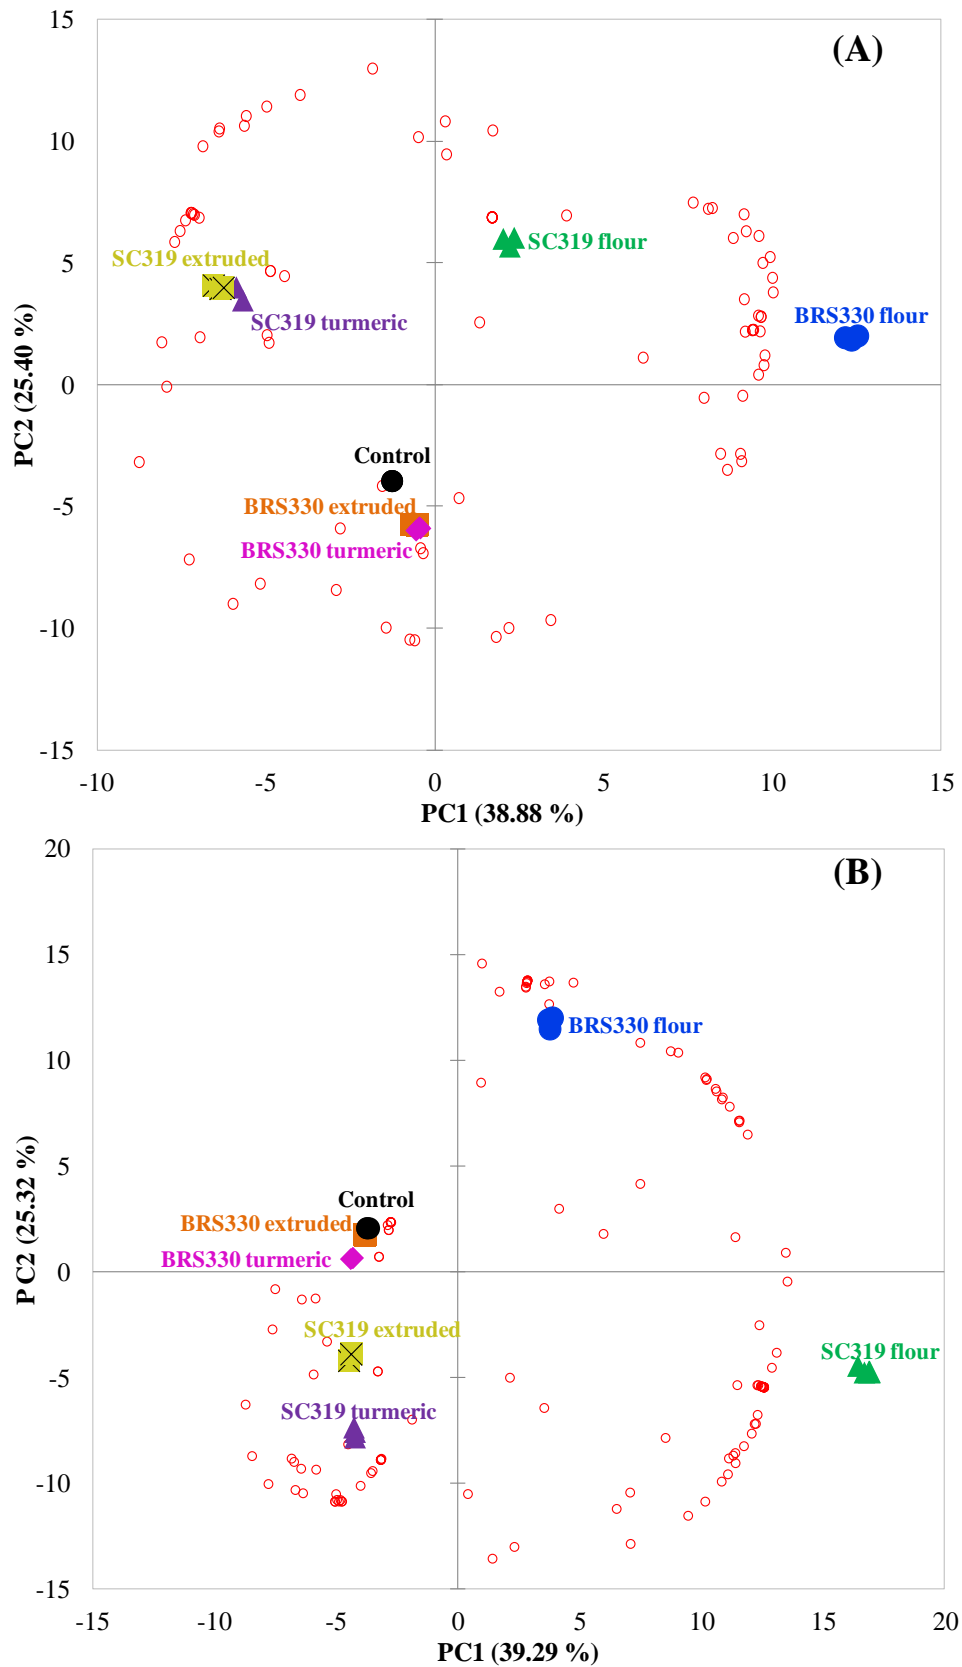 (A)
15
10
5
0
-5
-10
-15
PC2 (25.40 %)
SC319 extruded
SC319 turmeric
SC319 flour
BRS330 flour
Control
BRS330 extruded
BRS330 turmeric
-10 -5 0 5 10 15
PC1 (38.88 %)
(B)
20
15
10
5
0
-5
-10
-15
PC2 (25.32 %)
BRS330 flour
Control
BRS330 extruded
BRS330 turmeric
SC319 extruded
SC319 flour
SC319 turmeric
-15 -10 -5 0 5 10 15 20
PC1 (39.29 %)